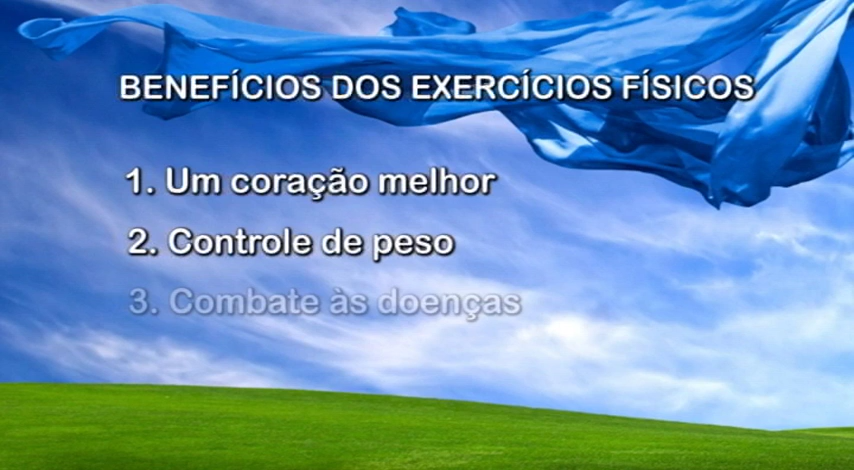 BENEFÍCIOS DOS EXERCÍCIOS FÍSICOS
1. Um coração melhor
2. Controle de peso
3. Combate às doenças